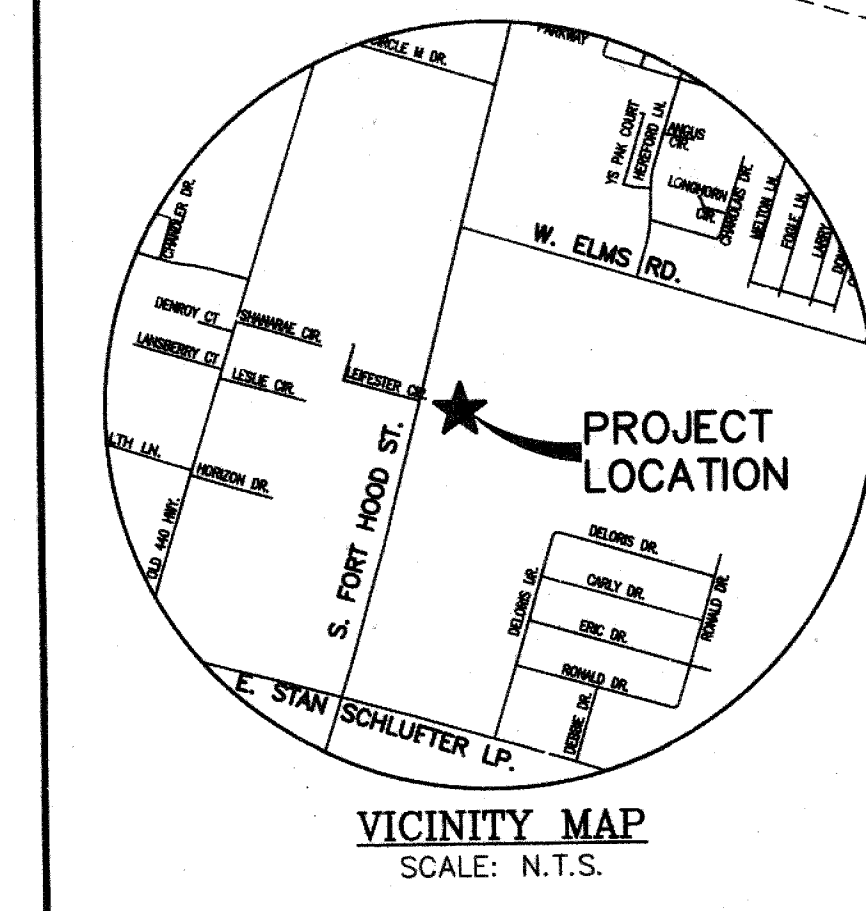 CIRCLE M DR.
PARKWAY
YS PAK COURT
HEREFORD LN.
ANGUS
CIR.
LONGHORN
CIR.
CHAROLAIS DR.
MELTON LN.
FOGLE LN.
LARRY
CHANDLER DR.
W. ELMS RD.
DENROY CT
SHAWARAE CIR.
LANSBERRY CT
LESLIE CIR.
LEIFESTER CIR.
PROJECT
LOCATION
LTH LN.
HORIZON DR.
OLD 440 HWY.
S. FORT HOOD ST.
DELORIS DR.
DELORIS DR.
CARLY DR.
RONALD DR.
ERIC DR.
RONALD DR.
DEBBIE DR.
E. STAN SCHLUFTER LP.
VICINITY MAP
SCALE: N.T.S.